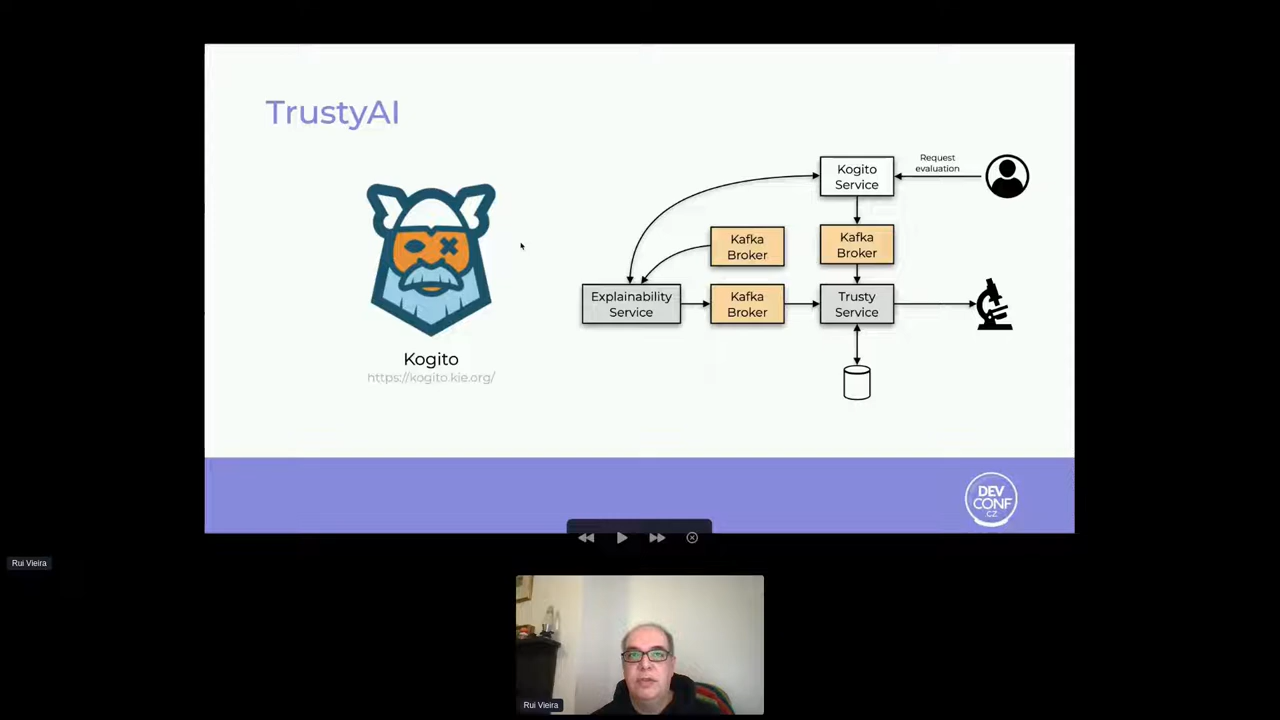 TrustyAI
Kogito
https://kogito.kie.org/
Request
evaluation
Kogito
Service
Kafka
Broker
Kafka
Broker
Explainability
Service
Kafka
Broker
Trusty
Service
DEV
CONF
.CZ
Rui Vieira
Rui Vieira